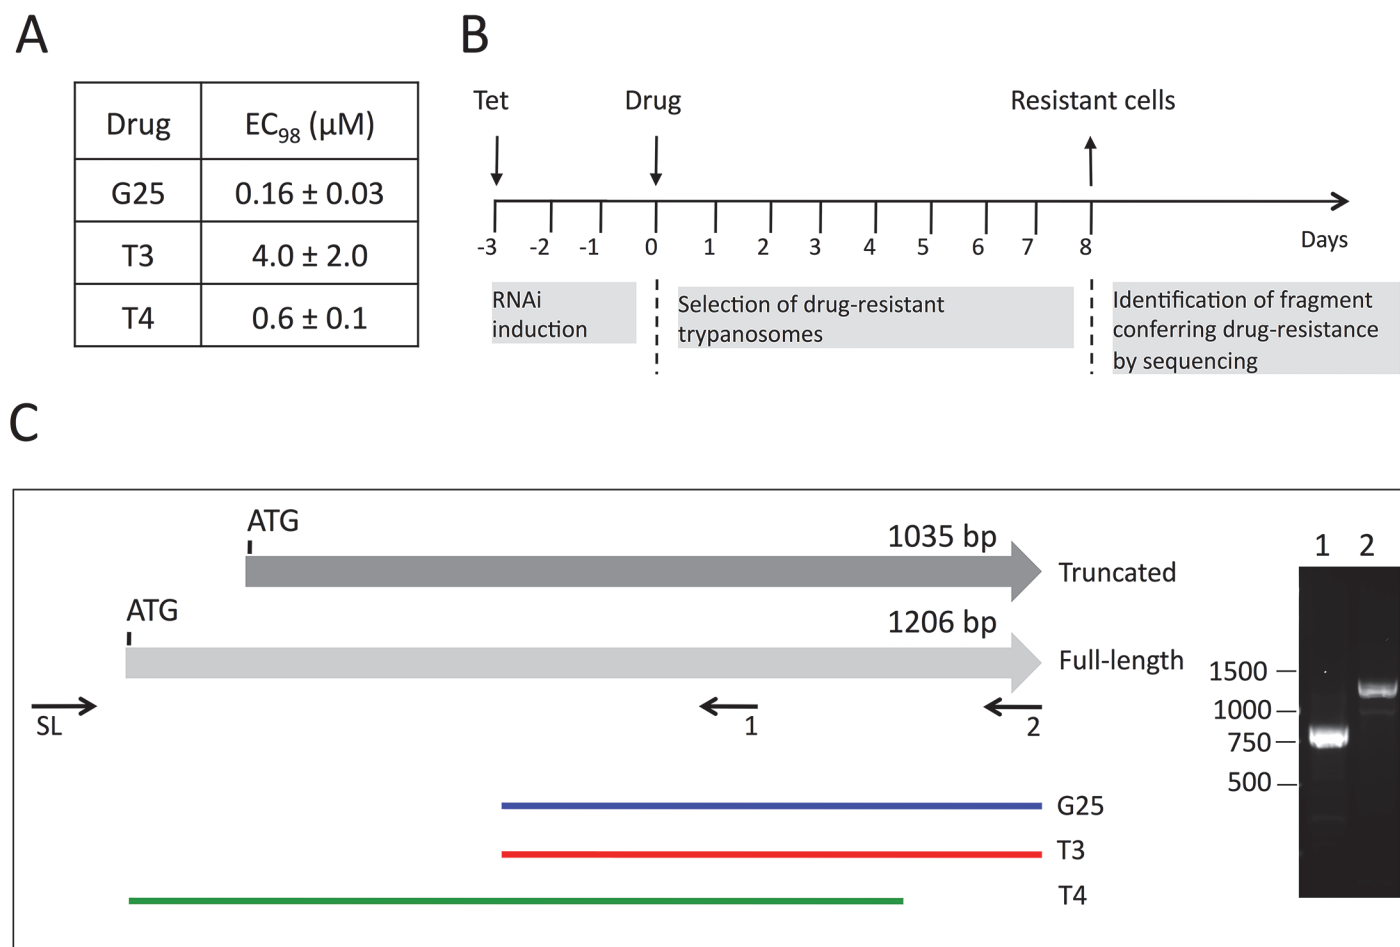 A
Drug EC98 (µM)
G25 0.16 ± 0.03
T3 4.0 ± 2.0
T4 0.6 ± 0.1
B
Tet Drug Resistant cells
-3 -2 -1 0 1 2 3 4 5 6 7 8 Days
RNAi
induction
Selection of drug-resistant
trypanosomes
Identification of fragment
conferring drug-resistance
by sequencing
C
ATG
1035 bp
Truncated
ATG
1206 bp
Full-length
SL 1 2
G25
T3
T4
1 2
1500
1000
750
500